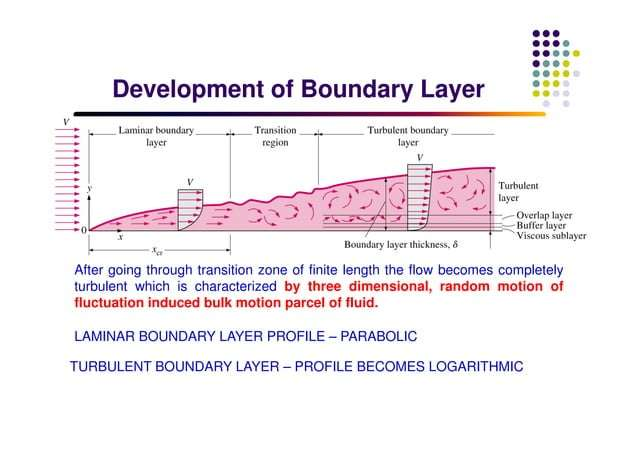 Development of Boundary Layer
V
Laminar boundary
layer
Transition
region
Turbulent boundary
layer
V
V
y
0
x
xcr
Turbulent
layer
Overlap layer
Buffer layer
Viscous sublayer
Boundary layer thickness, δ
After going through transition zone of finite length the flow becomes completely
turbulent which is characterized by three dimensional, random motion of
fluctuation induced bulk motion parcel of fluid.
LAMINAR BOUNDARY LAYER PROFILE – PARABOLIC
TURBULENT BOUNDARY LAYER – PROFILE BECOMES LOGARITHMIC